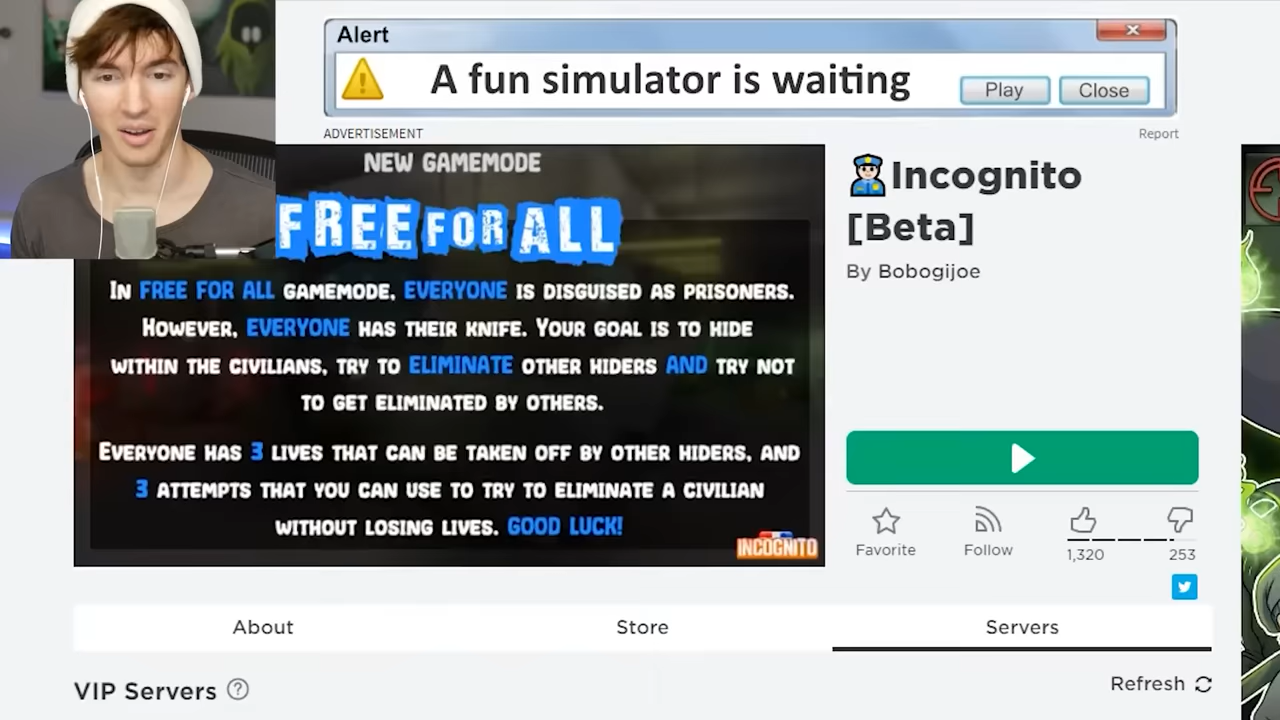 Alert
A fun simulator is waiting
Play
Close
ADVERTISEMENT
Report
NEW GAMEMODE
FREE FOR ALL
IN FREE FOR ALL GAMEMODE, EVERYONE IS DISGUISED AS PRISONERS.
HOWEVER, EVERYONE HAS THEIR KNIFE. YOUR GOAL IS TO HIDE
WITHIN THE CIVILIANS, TRY TO ELIMINATE OTHER HIDERS AND TRY NOT
TO GET ELIMINATED BY OTHERS.
EVERYONE HAS 3 LIVES THAT CAN BE TAKEN OFF BY OTHER HIDERS, AND
3 ATTEMPTS THAT YOU CAN USE TO TRY TO ELIMINATE A CIVILIAN
WITHOUT LOSING LIVES. GOOD LUCK!
INCOGNITO
Incognito
[Beta]
By Bobogijoe
Favorite
Follow
1,320
253
About
Store
Servers
VIP Servers
Refresh